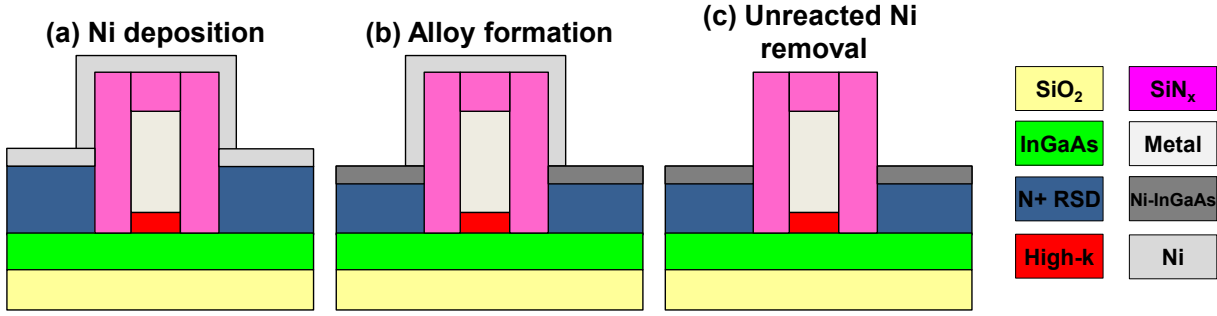 (a) Ni deposition
(b) Alloy formation
(c) Unreacted Ni
removal
SiO₂
SiNₓ
InGaAs
Metal
N+ RSD
Ni-InGaAs
High-k
Ni